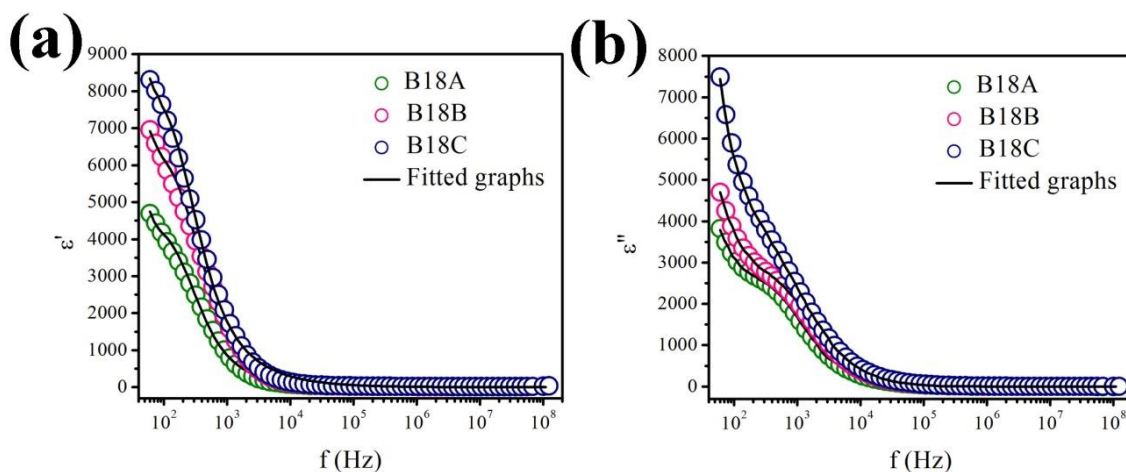 (a)
9000
8000
7000
6000
5000
4000
3000
2000
1000
0
ε'
B18A
B18B
B18C
Fitted graphs
10² 10³ 10⁴ 10⁵ 10⁶ 10⁷ 10⁸
f (Hz)
(b)
8000
7000
6000
5000
4000
3000
2000
1000
0
ε"
B18A
B18B
B18C
Fitted graphs
10² 10³ 10⁴ 10⁵ 10⁶ 10⁷ 10⁸
f (Hz)